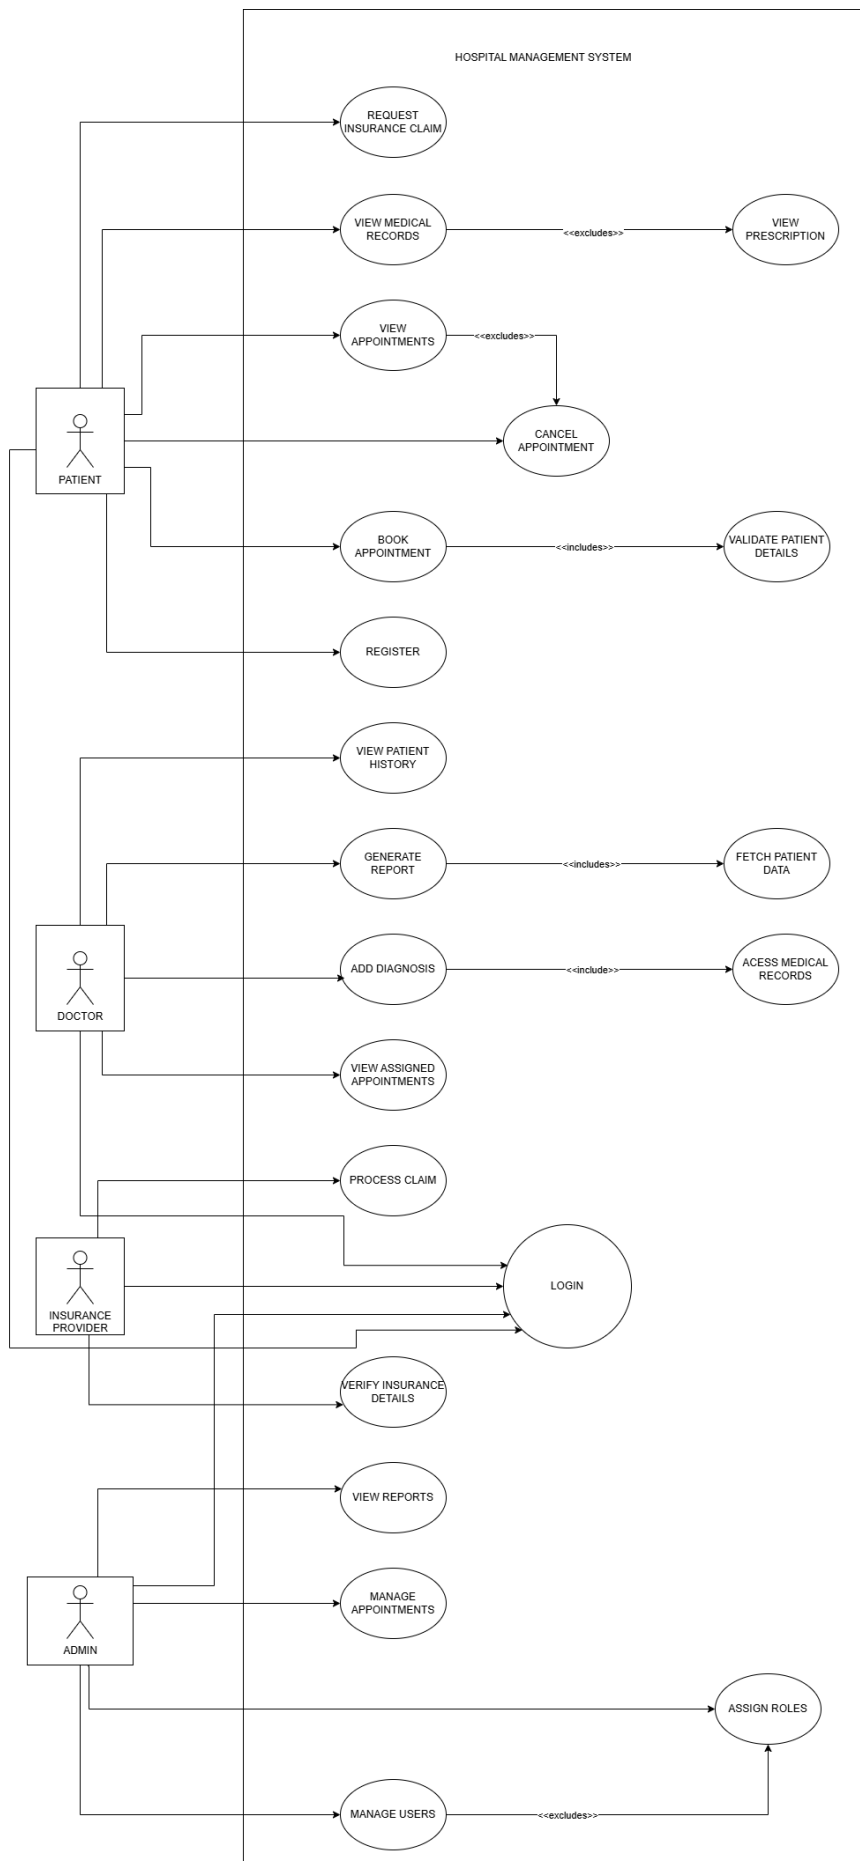 HOSPITAL MANAGEMENT SYSTEM
REQUEST
INSURANCE CLAIM
VIEW MEDICAL
RECORDS
<<excludes>>
VIEW
PRESCRIPTION
VIEW
APPOINTMENTS
<<excludes>>
CANCEL
APPOINTMENT
PATIENT
BOOK
APPOINTMENT
<<includes>>
VALIDATE PATIENT
DETAILS
REGISTER
VIEW PATIENT
HISTORY
GENERATE
REPORT
<<includes>>
FETCH PATIENT
DATA
ADD DIAGNOSIS
<<include>>
ACESS MEDICAL
RECORDS
DOCTOR
VIEW ASSIGNED
APPOINTMENTS
PROCESS CLAIM
LOGIN
INSURANCE
PROVIDER
VERIFY INSURANCE
DETAILS
VIEW REPORTS
MANAGE
APPOINTMENTS
ADMIN
ASSIGN ROLES
MANAGE USERS
<<excludes>>